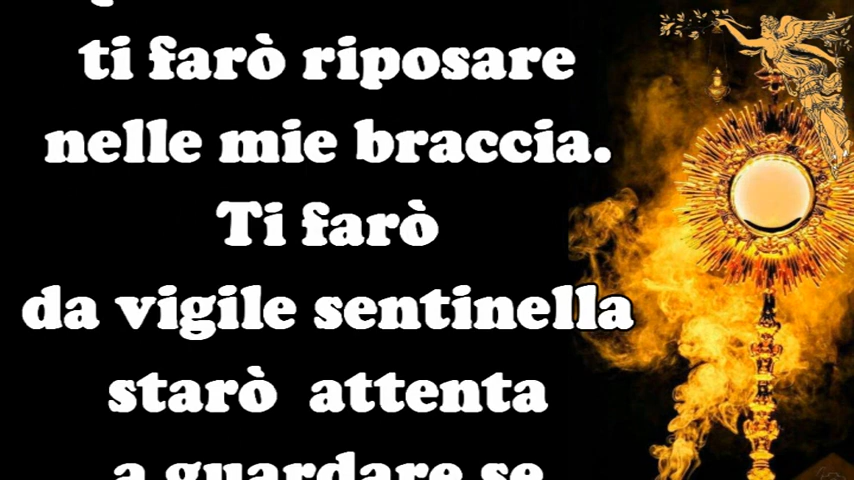 ti farò riposare
nelle mie braccia.
Ti farò
da vigile sentinella
starò attenta
a guardare se